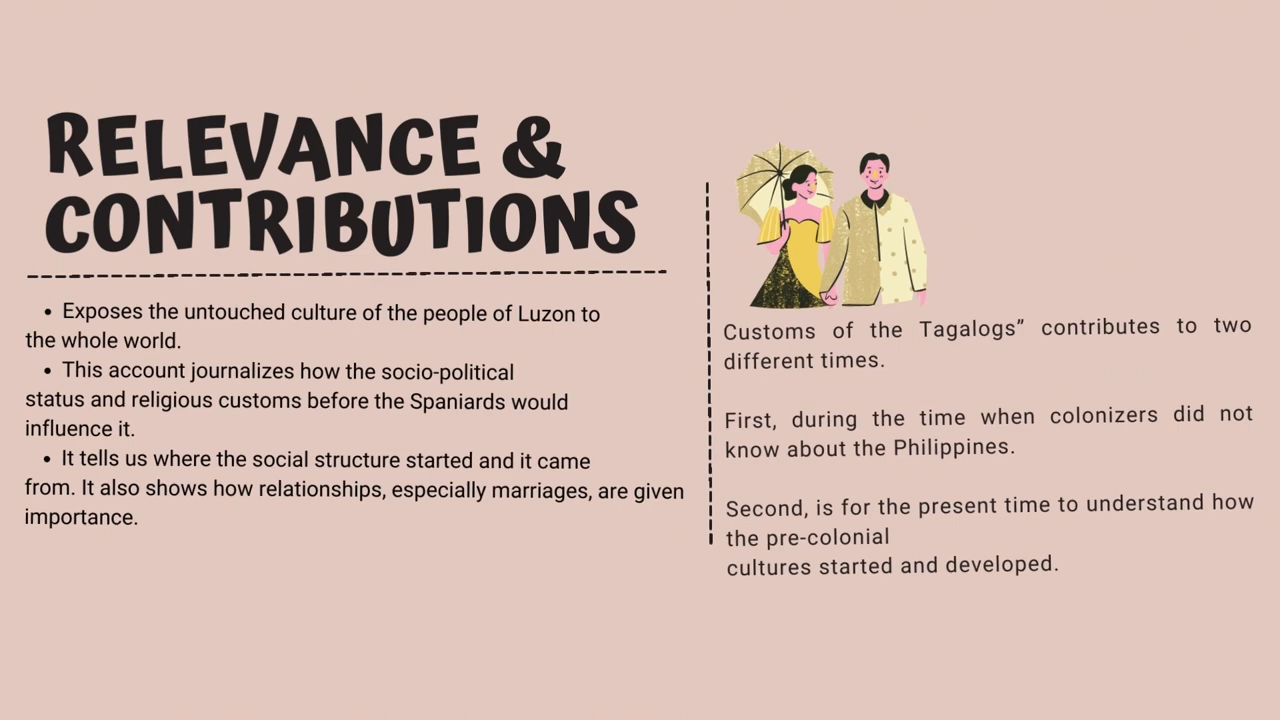 RELEVANCE &
CONTRIBUTIONS
• Exposes the untouched culture of the people of Luzon to
the whole world.
• This account journalizes how the socio-political
status and religious customs before the Spaniards would
influence it.
• It tells us where the social structure started and it came
from. It also shows how relationships, especially marriages, are given
importance.
Customs of the Tagalogs” contributes to two
different times.
First, during the time when colonizers did not
know about the Philippines.
Second, is for the present time to understand how
the pre-colonial
cultures started and developed.